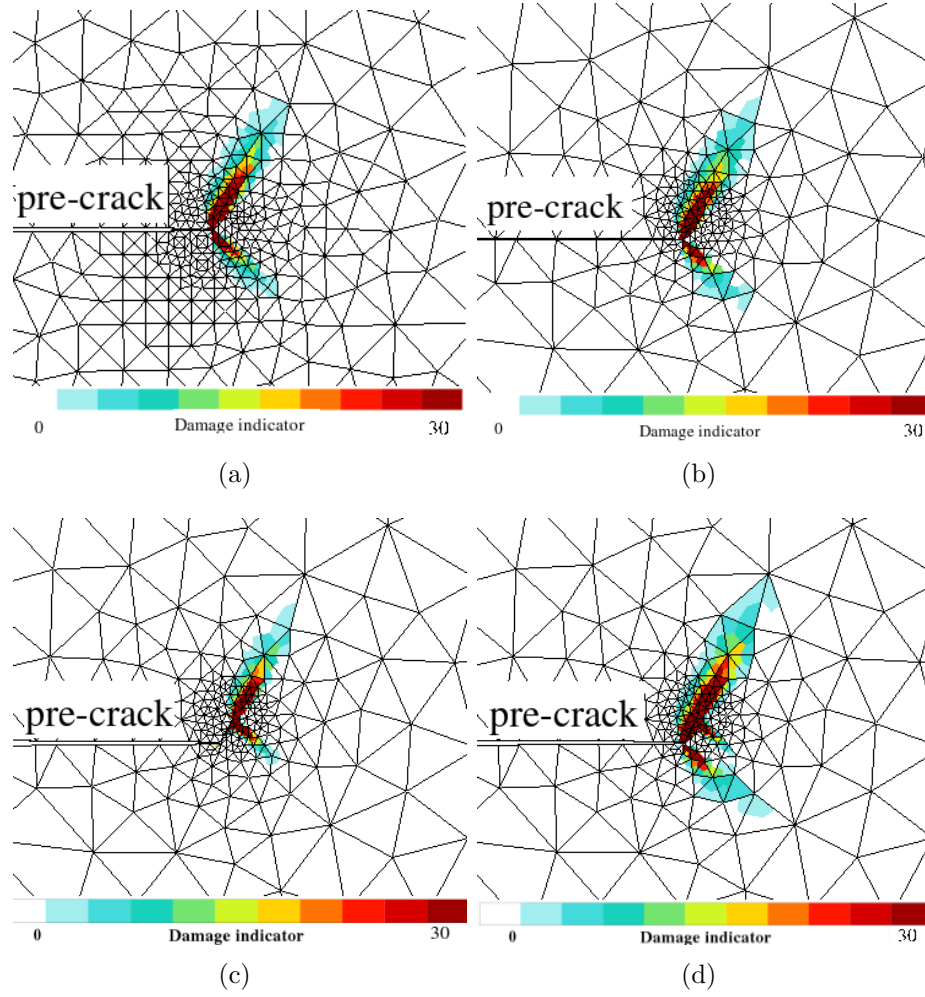 pre-crack
0 Damage indicator 30
(a)
pre-crack
0 Damage indicator 30
(b)
pre-crack
0 Damage indicator 30
(c)
pre-crack
0 Damage indicator 30
(d)